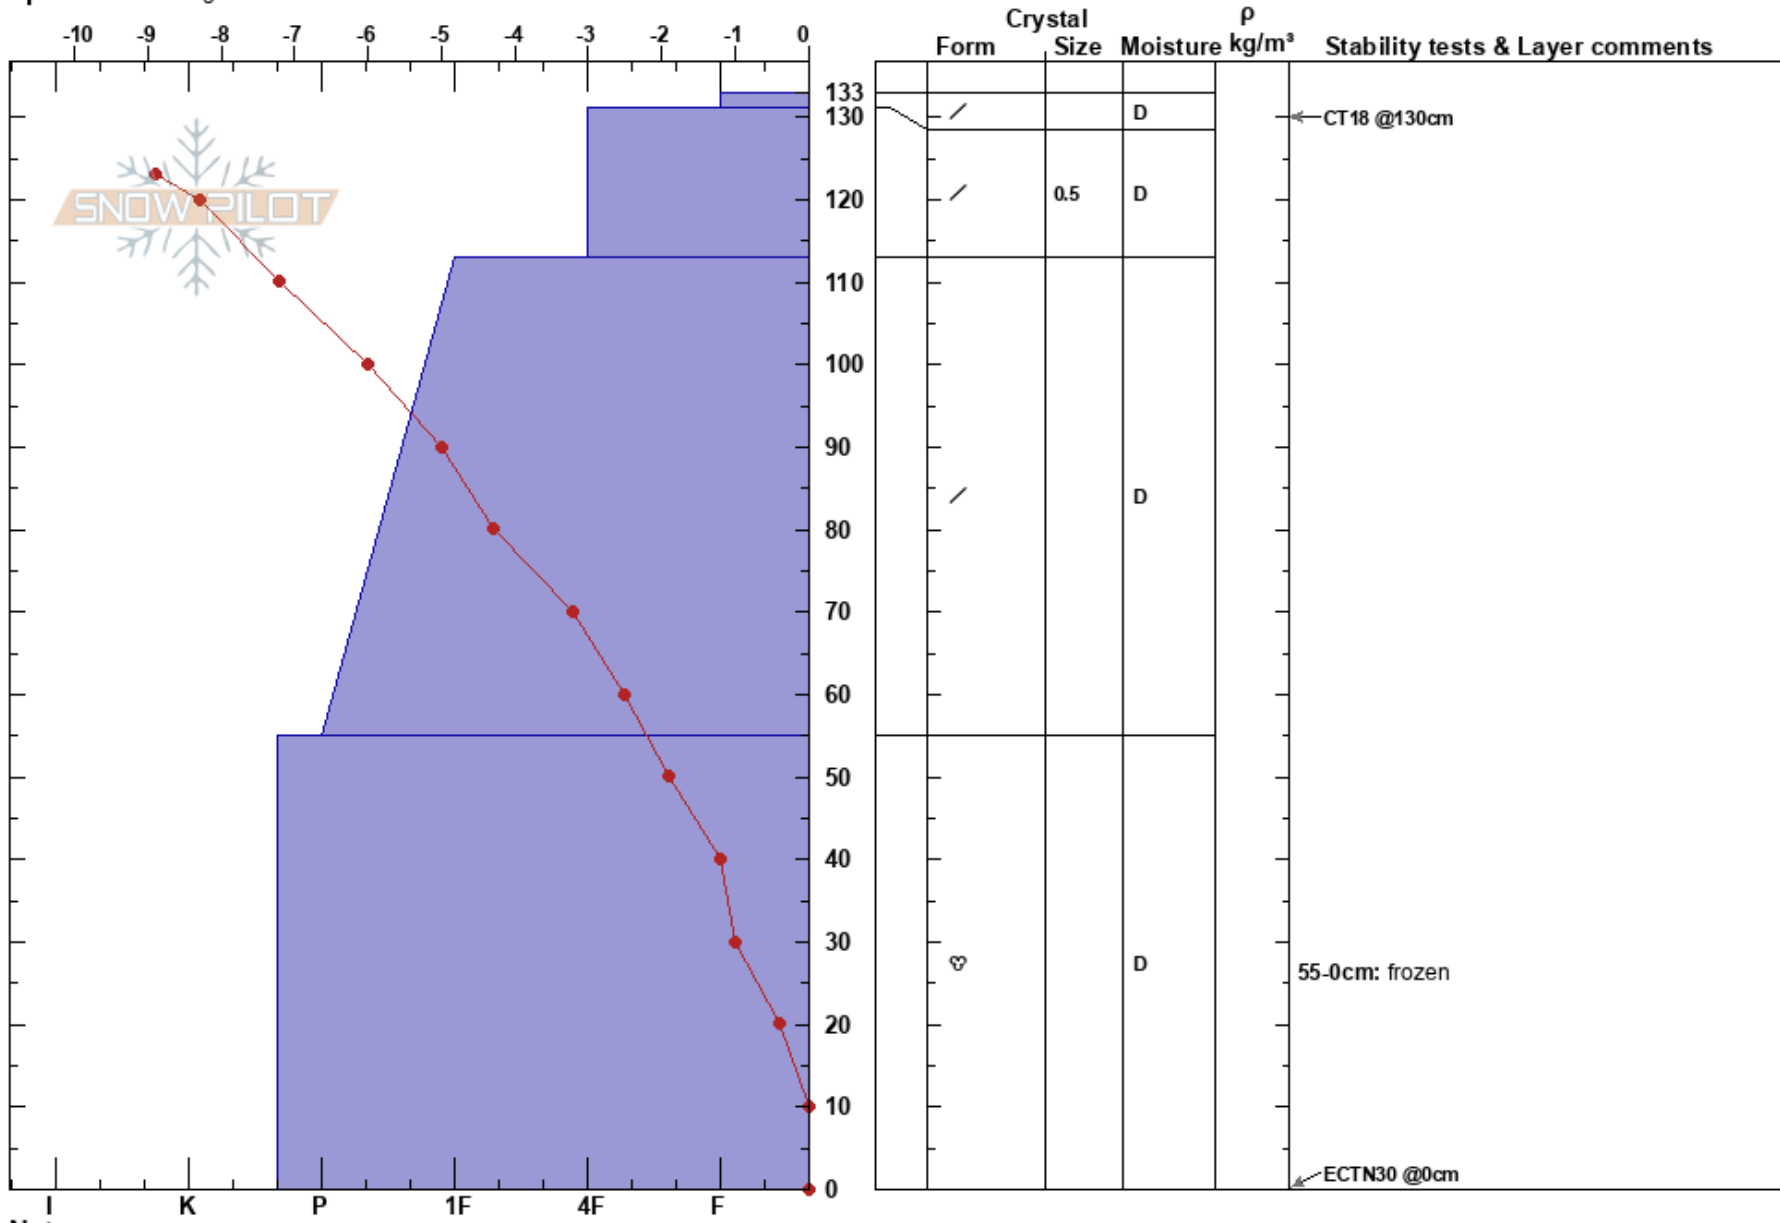 -10 -9 -8 -7 -6 -5 -4 -3 -2 -1 0
Crystal ρ
Form Size Moisture kg/m³ Stability tests & Layer comments
133
130 D CT18 @130cm
SNOW PILOT
120 0.5 D
110
100
90
D
80
70
60
50
40
30
D 55-0cm: frozen
20
10
ECTN30 @0cm
0
I K P 1F 4F F